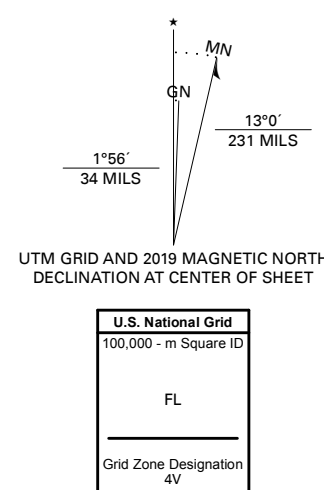 ★
MN
GN
13°0´
231 MILS
1°56´
34 MILS
UTM GRID AND 2019 MAGNETIC NORTH
DECLINATION AT CENTER OF SHEET
U.S. National Grid
100,000 - m Square ID
FL
Grid Zone Designation
4V